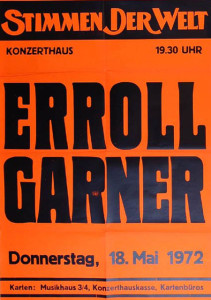 STIMMEN DER WELT
KONZERTHAUS 19.30 UHR
ERROLL
GARNER
Donnerstag, 18. Mai 1972
Karten: Musikhaus 3/4, Konzerthauskasse, Kartenbüros